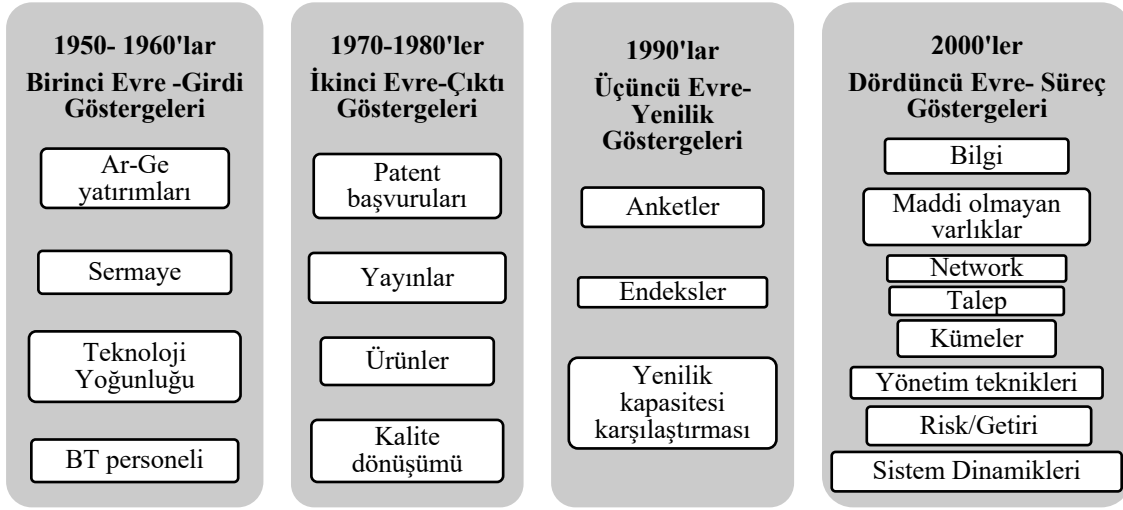 1950- 1960'lar
Birinci Evre -Girdi
Göstergeleri
Ar-Ge
yatırımları
Sermaye
Teknoloji
Yoğunluğu
BT personeli
1970-1980'ler
İkinci Evre-Çıktı
Göstergeleri
Patent
başvuruları
Yayınlar
Ürünler
Kalite
dönüşümü
1990'lar
Üçüncü Evre-
Yenilik
Göstergeleri
Anketler
Endeksler
Yenilik
kapasitesi
karşılaştırması
2000'ler
Dördüncü Evre- Süreç
Göstergeleri
Bilgi
Maddi olmayan
varlıklar
Network
Talep
Kümeler
Yönetim teknikleri
Risk/Getiri
Sistem Dinamikleri